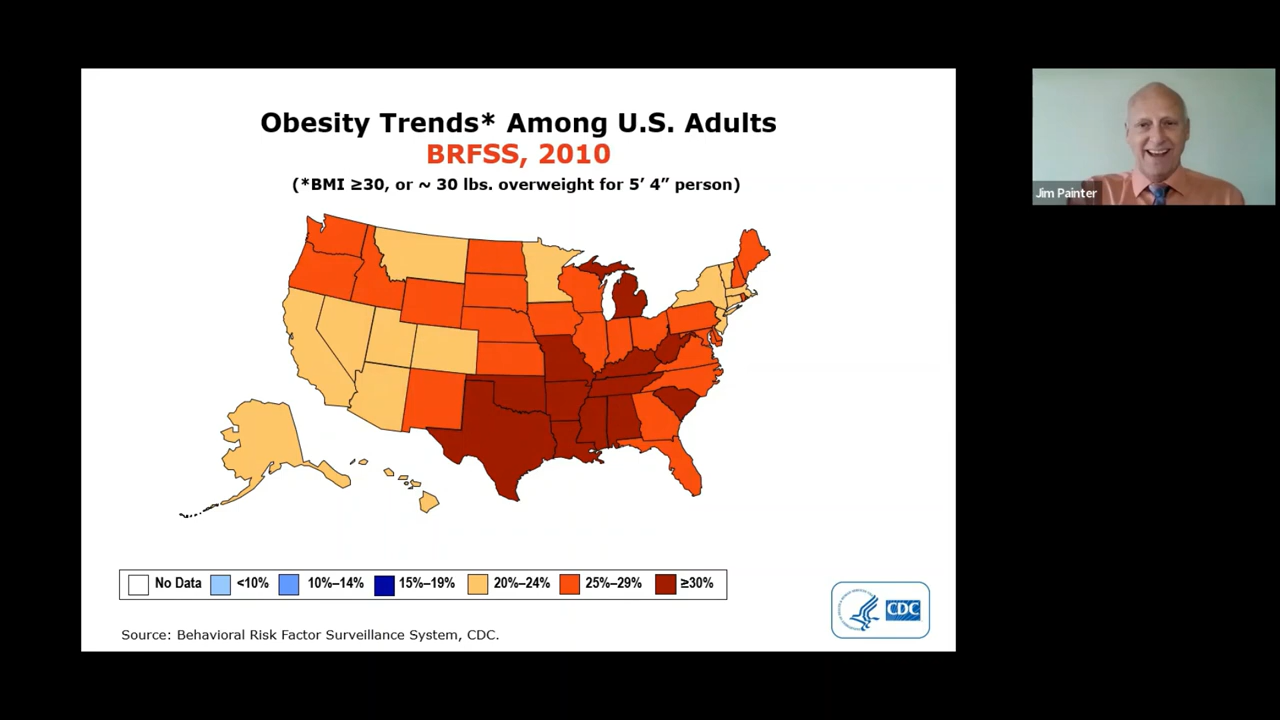 Obesity Trends* Among U.S. Adults
BRFSS, 2010
(*BMI ≥30, or ~ 30 lbs. overweight for 5’ 4” person)
No Data <10% 10%–14% 15%–19% 20%–24% 25%–29% ≥30%
CDC
Source: Behavioral Risk Factor Surveillance System, CDC.
Jim Painter